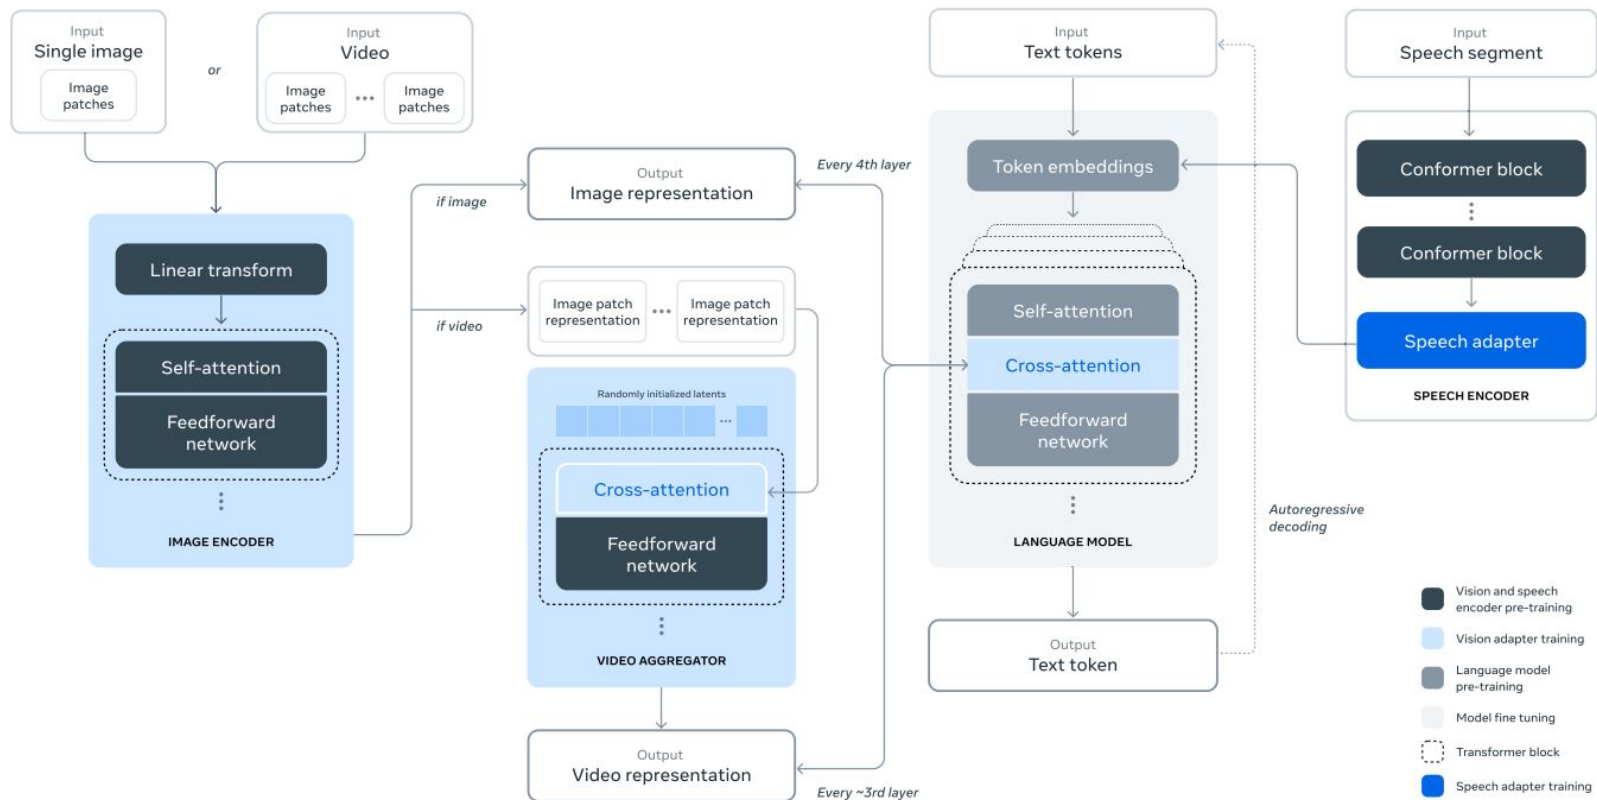 Input
Single image
Image
patches
or
Input
Video
Image
patches
...
Image
patches
Linear transform
Self-attention
Feedforward
network
IMAGE ENCODER
if image
if video
Output
Image representation
Image patch
representation
...
Image patch
representation
Randomly initialized latents
...
Cross-attention
Feedforward
network
VIDEO AGGREGATOR
Output
Video representation
Every 4th layer
Every ~3rd layer
Input
Text tokens
Token embeddings
Self-attention
Cross-attention
Feedforward
network
LANGUAGE MODEL
Output
Text token
Autoregressive
decoding
Input
Speech segment
Conformer block
Conformer block
Speech adapter
SPEECH ENCODER
Vision and speech
encoder pre-training
Vision adapter training
Language model
pre-training
Model fine tuning
Transformer block
Speech adapter training